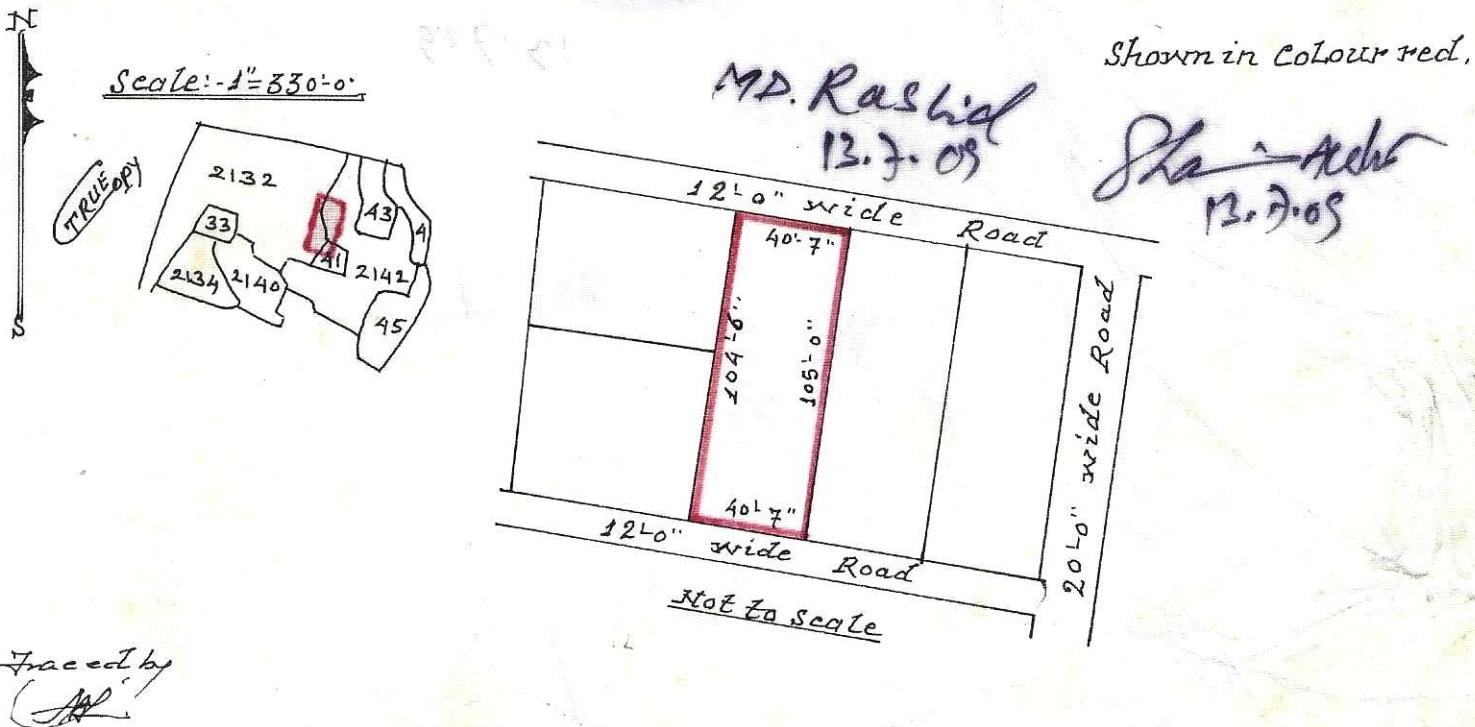 N
S
Scale:-1"=330'-0"
TRUE COPY
2132
33
2134
2140
41
43
2142
45
MD. Rashid
13.7.09
Shown in colour red.
13.7.09
12'-0" wide Road
40'-7"
104'-6"
105'-0"
40'-7"
12'-0" wide Road
20'-0" wide Road
Not to scale
Traced by